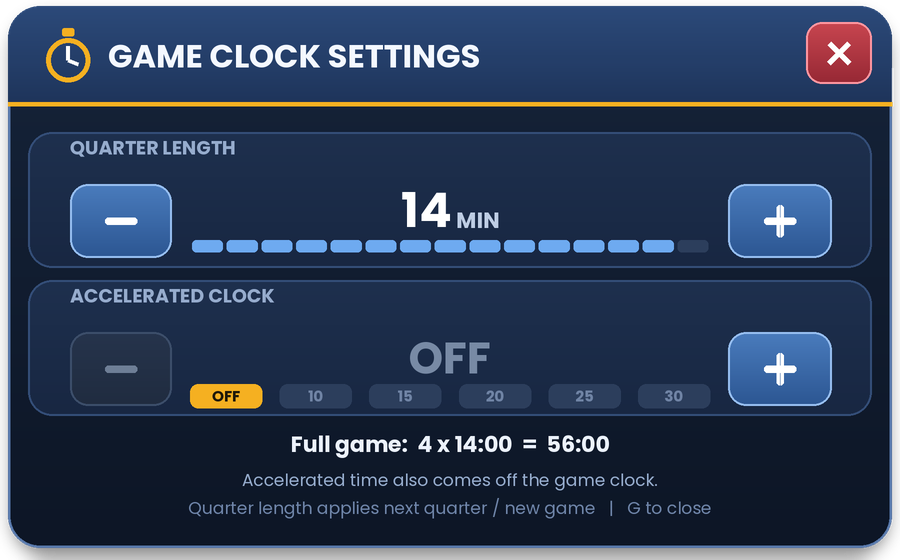 GAME CLOCK SETTINGS
QUARTER LENGTH
14 MIN
ACCELERATED CLOCK
OFF
OFF 10 15 20 25 30
Full game: 4 x 14:00 = 56:00
Accelerated time also comes off the game clock.
Quarter length applies next quarter / new game | G to close